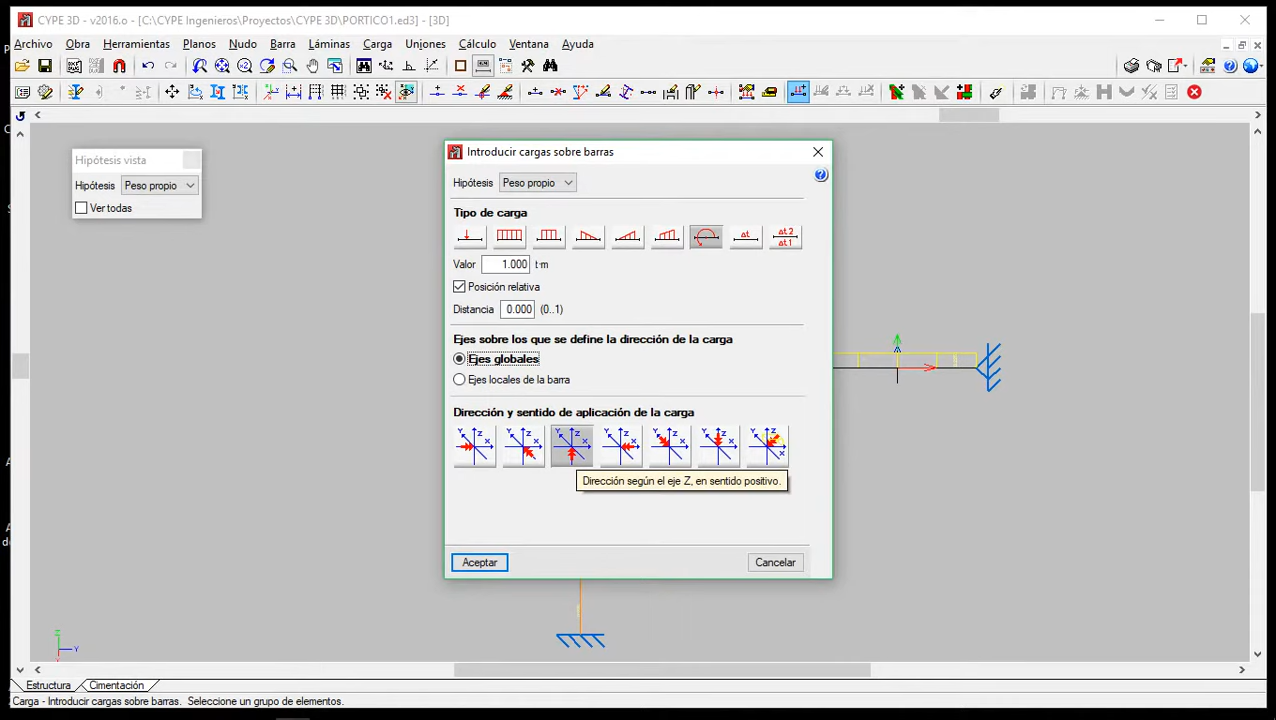 CYPE 3D - v2016.o - [C:\CYPE Ingenieros\Proyectos\CYPE 3D\PORTICO1.ed3] - [3D]
Archivo Obra Herramientas Planos Nudo Barra Láminas Carga Uniones Cálculo Ventana Ayuda
Hipótesis vista
Hipótesis Peso propio
Ver todas
Introducir cargas sobre barras
Hipótesis Peso propio
Tipo de carga
Δt Δt2 Δt1
Valor 1.000 t·m
Posición relativa
Distancia 0.000 (0..1)
Ejes sobre los que se define la dirección de la carga
Ejes globales
Ejes locales de la barra
Dirección y sentido de aplicación de la carga
Y Z X Y Z X Y Z X Y Z X Y Z X Y Z X Y Z X
Dirección según el eje Z, en sentido positivo.
Aceptar Cancelar
Z Y
Estructura Cimentación
Carga - Introducir cargas sobre barras. Seleccione un grupo de elementos.